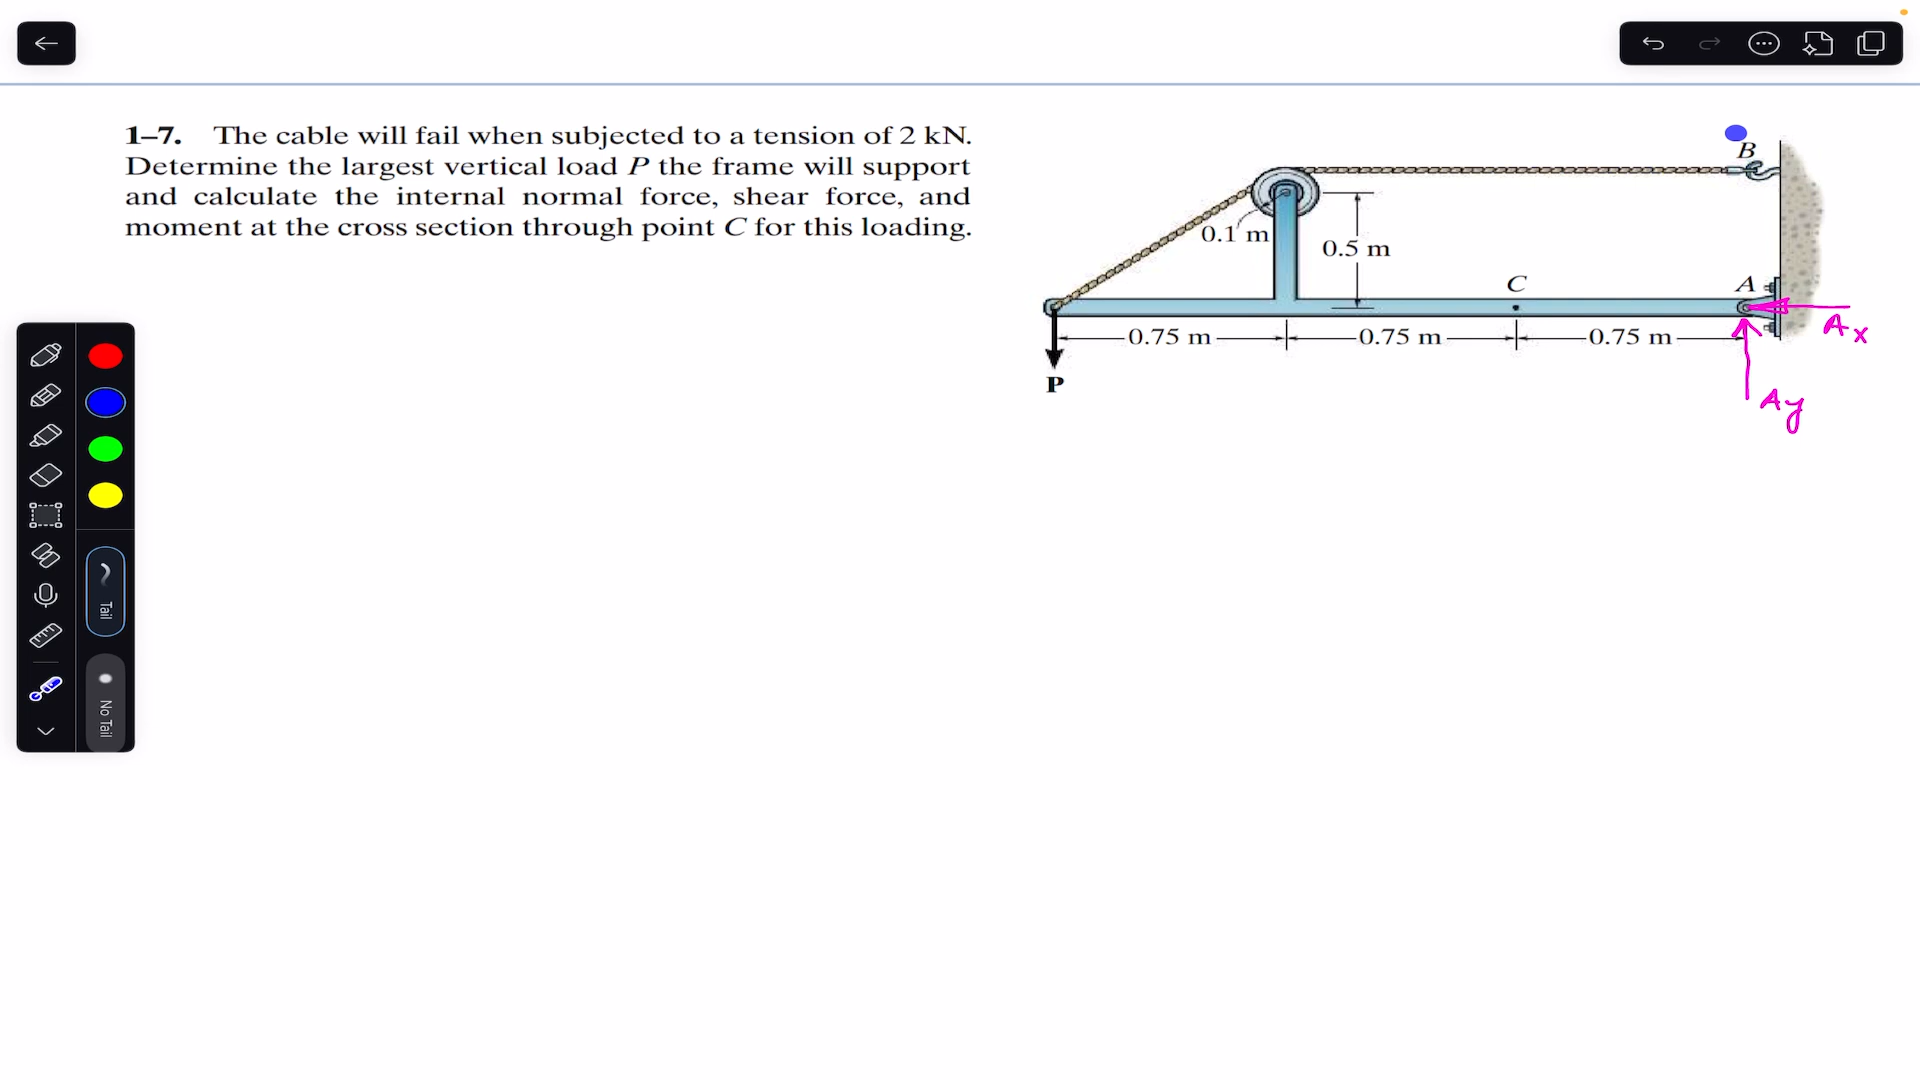 1–7. The cable will fail when subjected to a tension of 2 kN.
Determine the largest vertical load P the frame will support
and calculate the internal normal force, shear force, and
moment at the cross section through point C for this loading.
B
0.1 m
0.5 m
C
A
Ax
0.75 m
0.75 m
0.75 m
P
Ay
Tail
No Tail